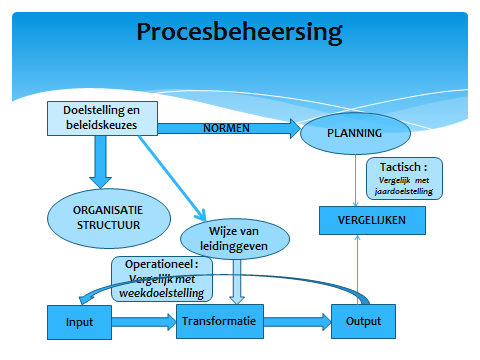 Procesbeheersing
Doelstelling en
beleidskeuzes
NORMEN
PLANNING
Tactisch :
Vergelijk met
jaardoelstelling
ORGANISATIE
STRUCTUUR
VERGELIJKEN
Wijze van
leidinggeven
Operationeel :
Vergelijk met
weekdoelstelling
Input
Transformatie
Output